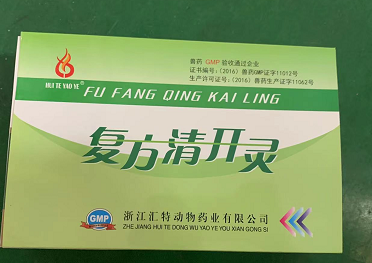 兽药 GMP 验收通过企业
证书编号：（2016）兽药GMP证字11012号
生产许可证号：（2016）兽药生产证字11062号
HUI TE YAO YE®
FU FANG QING KAI LING
复方清开灵
GMP
浙江汇特动物药业有限公司
ZHE JIANG HUI TE DONG WU YAO YE YOU XIAN GONG SI